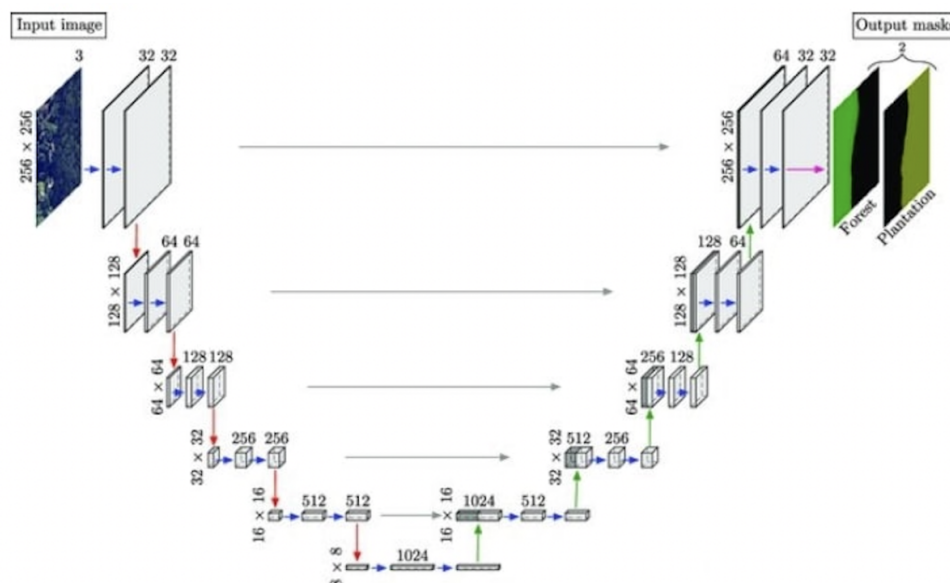 Input image
Output mask
3
32 32
64 32 32
2
256 × 256
256 × 256
Forest
Plantation
64 64
128 64
128 × 128
128 × 128
128 128
256 128
64 × 64
64 × 64
256 256
512 256
32 × 32
32 × 32
512 512
1024 512
16 × 16
16 × 16
1024
8 × 8